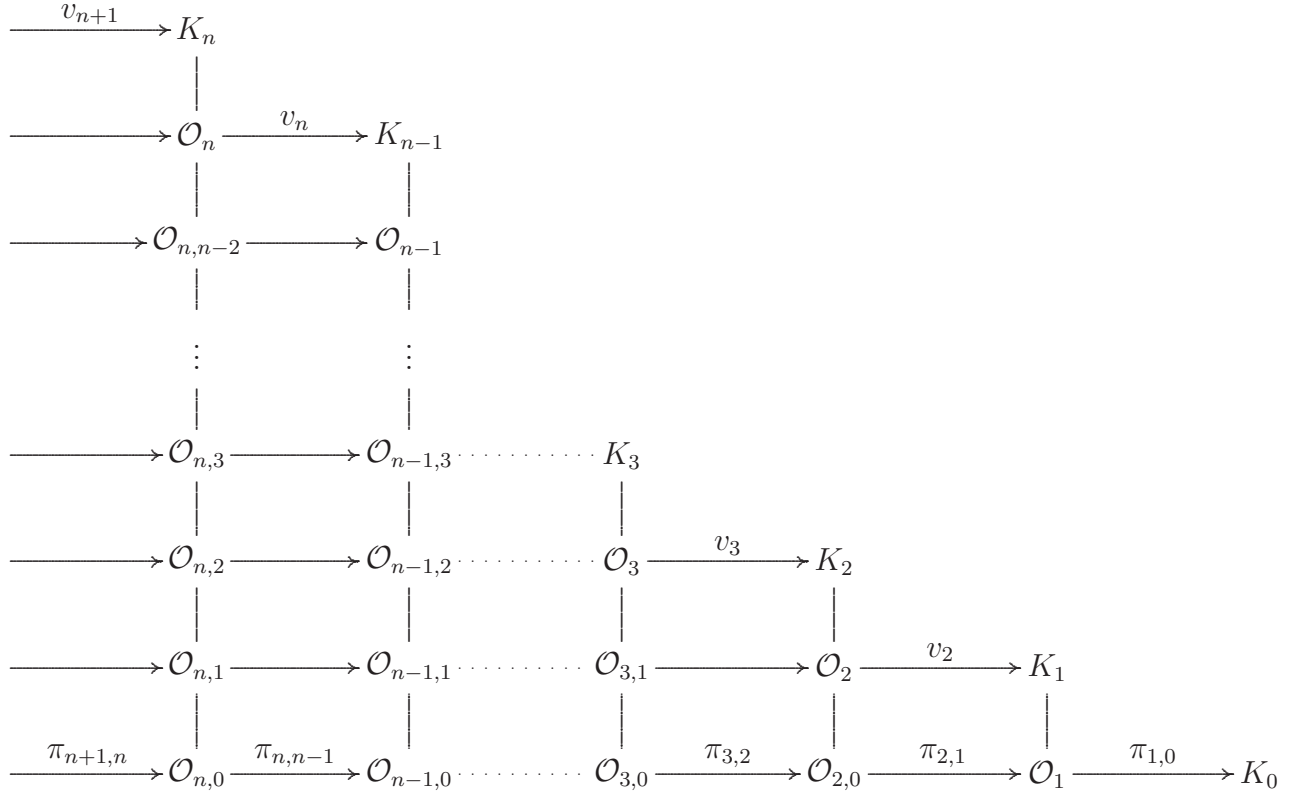 v_{n+1} K_n
𝒪_n v_n K_{n−1}
𝒪_{n,n−2} 𝒪_{n−1}
⋮ ⋮
𝒪_{n,3} 𝒪_{n−1,3} K_3
𝒪_{n,2} 𝒪_{n−1,2} 𝒪_3 v_3 K_2
𝒪_{n,1} 𝒪_{n−1,1} 𝒪_{3,1} 𝒪_2 v_2 K_1
π_{n+1,n} 𝒪_{n,0} π_{n,n−1} 𝒪_{n−1,0} 𝒪_{3,0} π_{3,2} 𝒪_{2,0} π_{2,1} 𝒪_1 π_{1,0} K_0